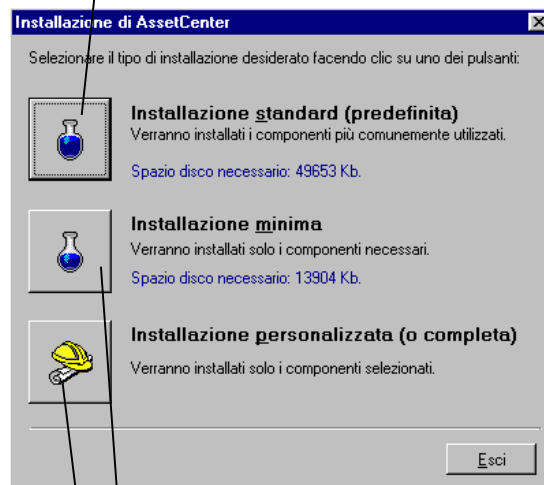 Installazione di AssetCenter
Selezionare il tipo di installazione desiderato facendo clic su uno dei pulsanti:
Installazione standard (predefinita)
Verranno installati i componenti più comunemente utilizzati.
Spazio disco necessario: 49653 Kb.
Installazione minima
Verranno installati solo i componenti necessari.
Spazio disco necessario: 13904 Kb.
Installazione personalizzata (o completa)
Verranno installati solo i componenti selezionati.
Esci